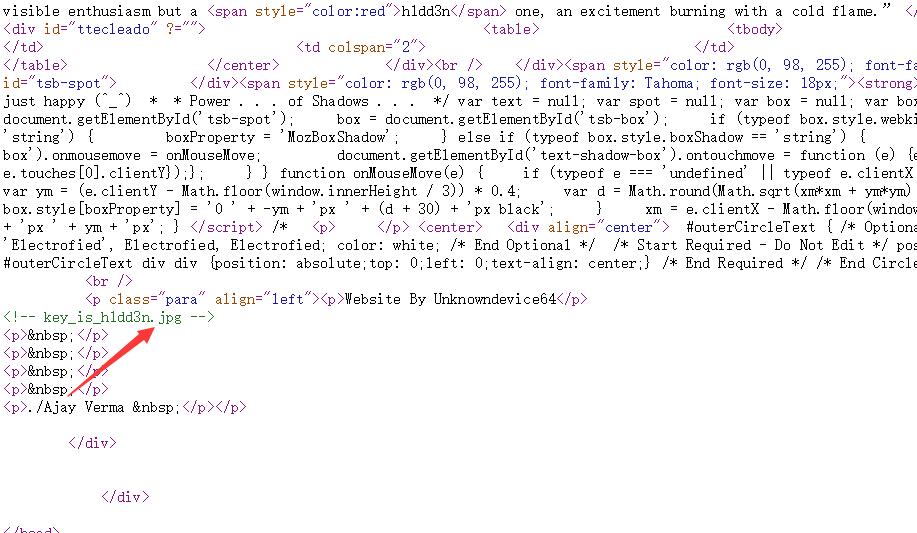 visible enthusiasm but a <span style="color:red">h1dd3n</span> one, an excitement burning with a cold flame.” </
<div id="ttecleado" ?=""> <table> <tbody>
</td> <td colspan="2"> </td>
</table> </center> </div><br /> </div><span style="color: rgb(0, 98, 255); font-fa
id="tsb-spot"> </div><span style="color: rgb(0, 98, 255); font-family: Tahoma; font-size: 18px;"><strong>
just happy (^_^) * * Power . . . of Shadows . . . */ var text = null; var spot = null; var box = null; var box
document.getElementById('tsb-spot'); box = document.getElementById('tsb-box'); if (typeof box.style.webki
'string') { boxProperty = 'MozBoxShadow'; } else if (typeof box.style.boxShadow == 'string') {
box').onmousemove = onMouseMove; document.getElementById('text-shadow-box').ontouchmove = function (e) {e
e.touches[0].clientY});}; } } function onMouseMove(e) { if (typeof e === 'undefined' || typeof e.clientX
var ym = (e.clientY - Math.floor(window.innerHeight / 3)) * 0.4; var d = Math.round(Math.sqrt(xm*xm + ym*ym)
box.style[boxProperty] = '0 ' + -ym + 'px ' + (d + 30) + 'px black'; } xm = e.clientX - Math.floor(window
+ 'px ' + ym + 'px'; } </script> /* <p> </p> <center> <div align="center"> #outerCircleText { /* Optiona
'Electrofied', Electrofied, Electrofied; color: white; /* End Optional */ /* Start Required - Do Not Edit */ pos
#outerCircleText div div {position: absolute;top: 0;left: 0;text-align: center;} /* End Required */ /* End Circle
<br />
<p class="para" align="left"><p>Website By Unknowndevice64</p>
<!-- key_is_h1dd3n.jpg -->
<p>&nbsp;</p>
<p>&nbsp;</p>
<p>&nbsp;</p>
<p>&nbsp;</p>
<p>./Ajay Verma &nbsp;</p></p>
</div>
</div>